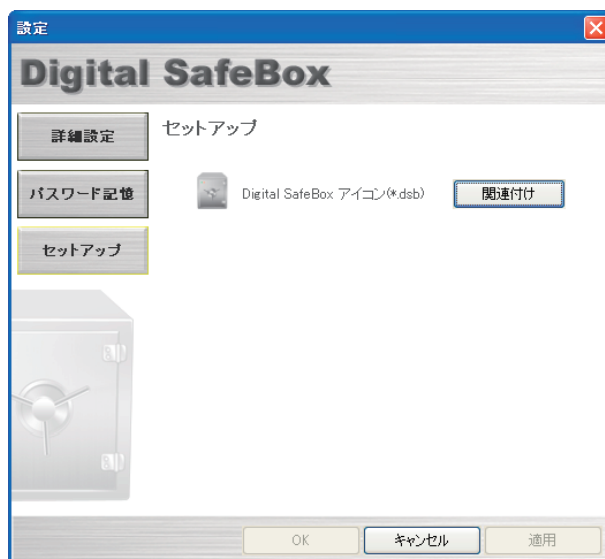 設定
Digital SafeBox
詳細設定
パスワード記憶
セットアップ
セットアップ
Digital SafeBox アイコン(*.dsb)
関連付け
OK
キャンセル
適用